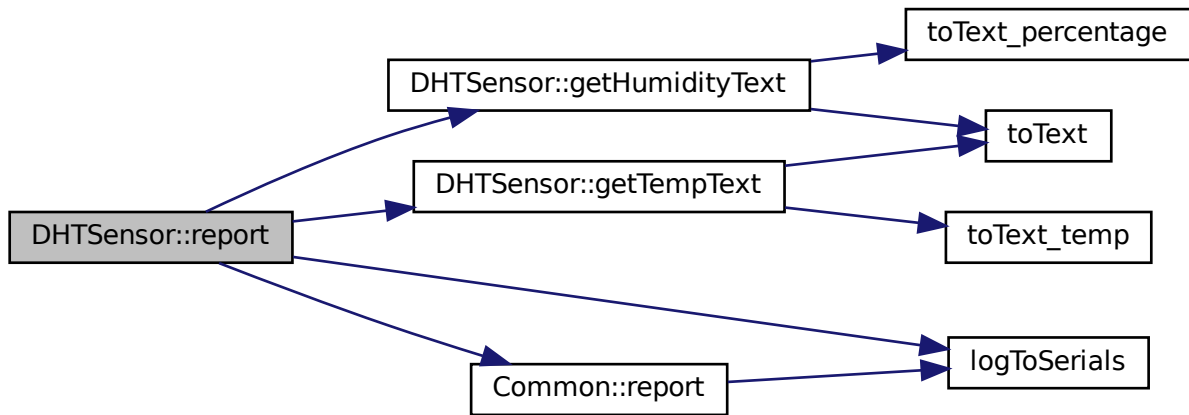 toText_percentage
DHTSensor::getHumidityText
toText
DHTSensor::getTempText
DHTSensor::report
toText_temp
logToSerials
Common::report